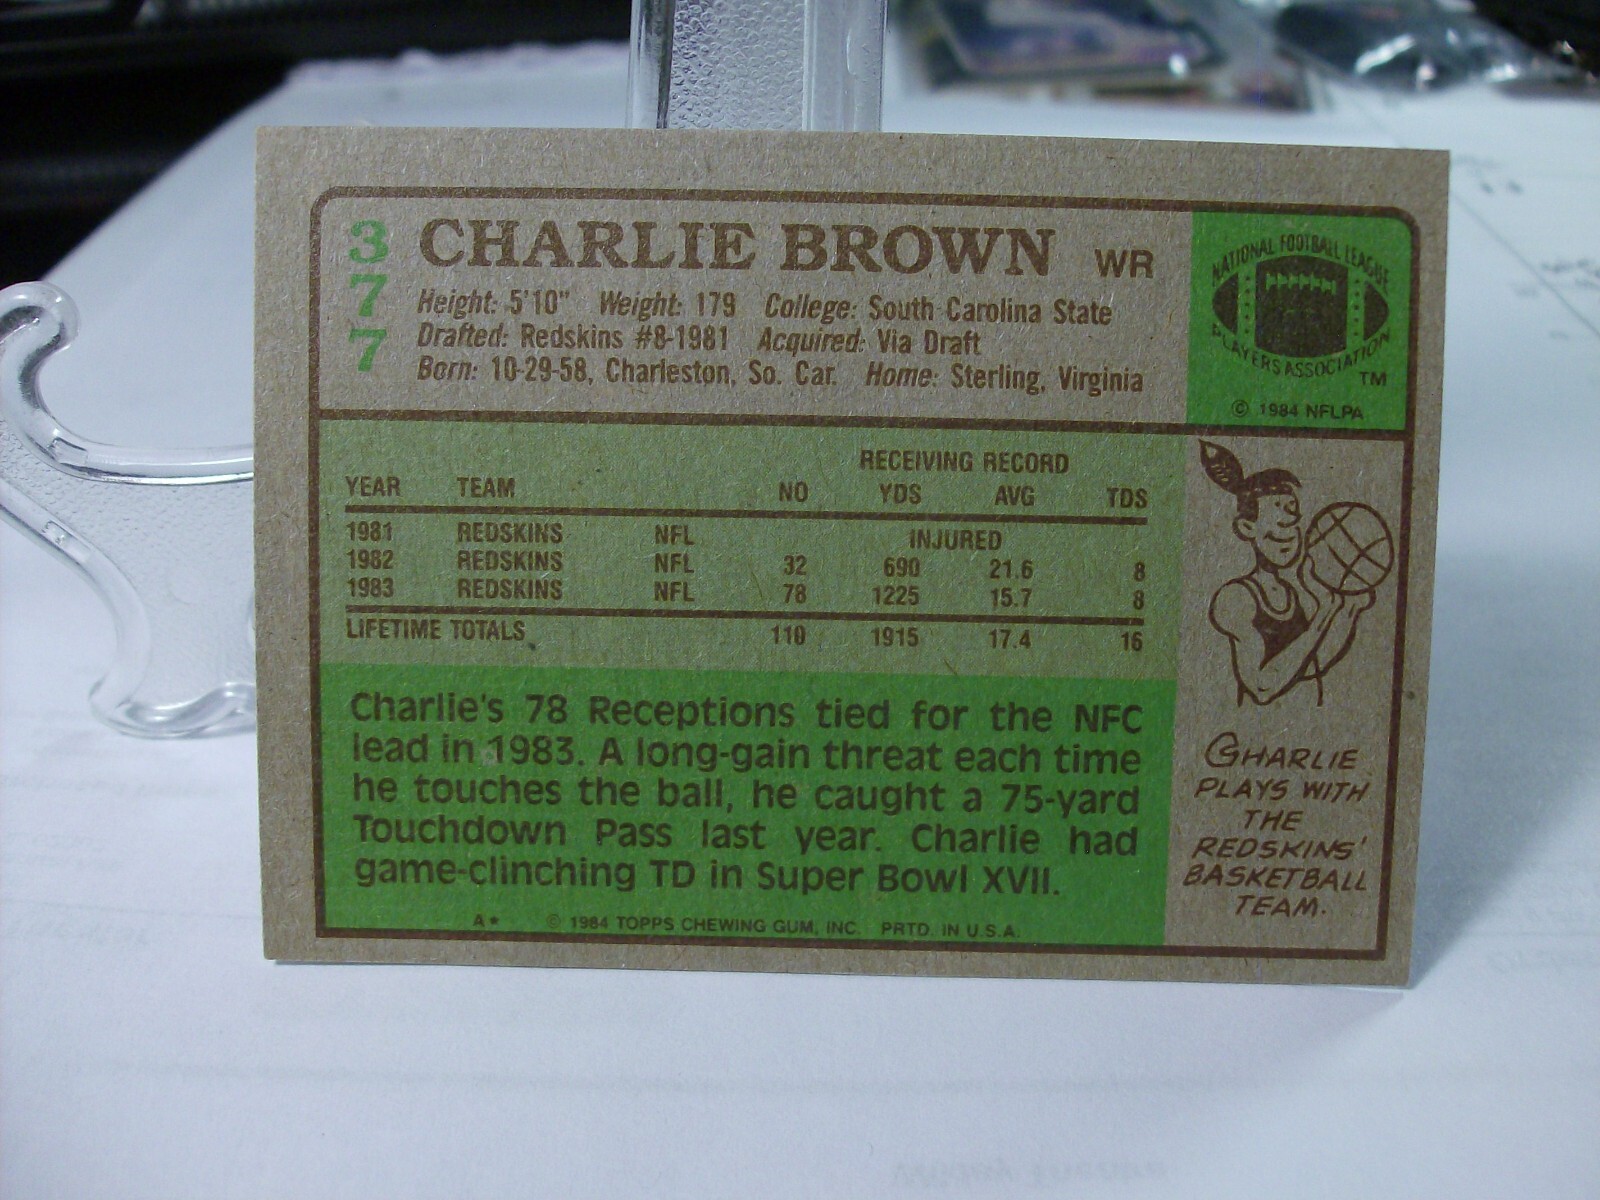 377
CHARLIE BROWN WR
Height: 5'10" Weight: 179 College: South Carolina State
Drafted: Redskins #8-1981 Acquired: Via Draft
Born: 10-29-58, Charleston, So. Car. Home: Sterling, Virginia
NATIONAL FOOTBALL LEAGUE
PLAYERS ASSOCIATION
TM
© 1984 NFLPA
RECEIVING RECORD
YEAR TEAM NO YDS AVG TDS
1981 REDSKINS NFL INJURED
1982 REDSKINS NFL 32 690 21.6 8
1983 REDSKINS NFL 78 1225 15.7 8
LIFETIME TOTALS 110 1915 17.4 16
Charlie's 78 Receptions tied for the NFC
lead in 1983. A long-gain threat each time
he touches the ball, he caught a 75-yard
Touchdown Pass last year. Charlie had
game-clinching TD in Super Bowl XVII.
A* © 1984 TOPPS CHEWING GUM, INC. PRTD. IN U.S.A.
CHARLIE
PLAYS WITH
THE
REDSKINS'
BASKETBALL
TEAM.